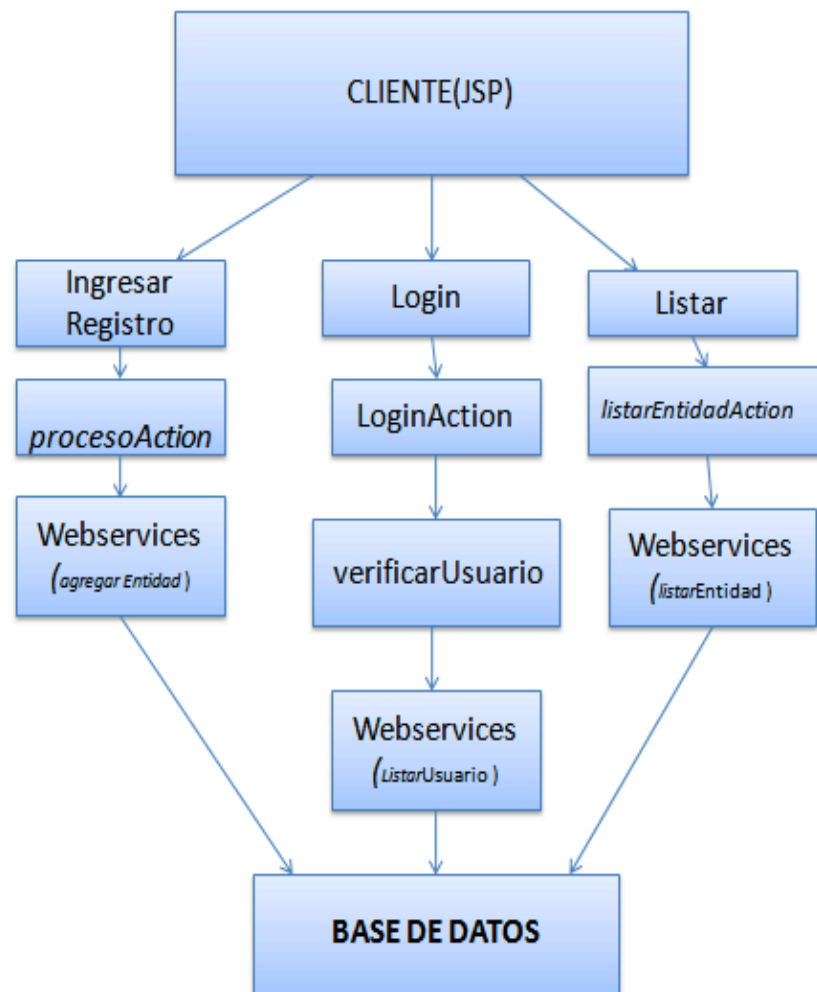 CLIENTE(JSP)
Ingresar
Registro
Login
Listar
procesoAction
LoginAction
listarEntidadAction
Webservices
(agregar Entidad )
verificarUsuario
Webservices
(listarEntidad )
Webservices
(ListarUsuario )
BASE DE DATOS